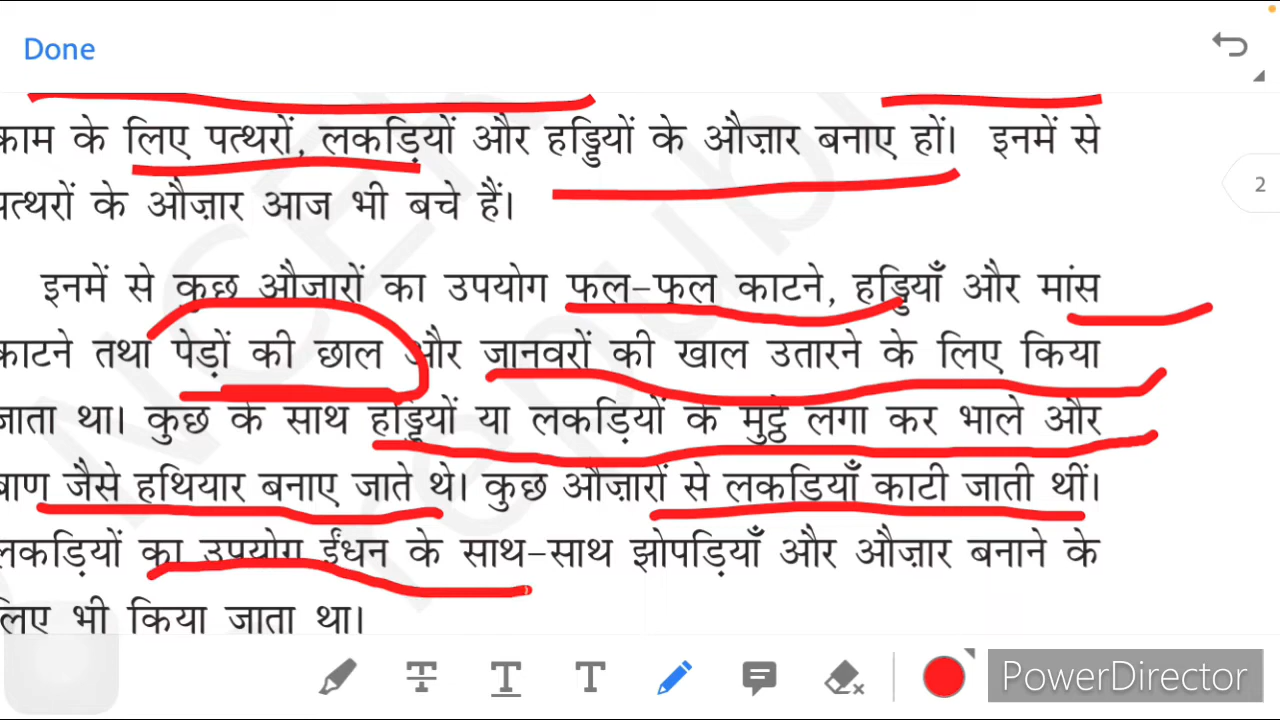 Done
काम के लिए पत्थरों, लकड़ियों और हड्डियों के औज़ार बनाए हों। इनमें से
2
पत्थरों के औज़ार आज भी बचे हैं।
इनमें से कुछ औजारों का उपयोग फल-फूल काटने, हड्डियाँ और मांस
काटने तथा पेड़ों की छाल और जानवरों की खाल उतारने के लिए किया
जाता था। कुछ के साथ हड्डियों या लकड़ियों के मुट्ठे लगा कर भाले और
बाण जैसे हथियार बनाए जाते थे। कुछ औज़ारों से लकड़ियाँ काटी जाती थीं।
लकड़ियों का उपयोग ईंधन के साथ-साथ झोपड़ियाँ और औज़ार बनाने के
लिए भी किया जाता था।
T T T
PowerDirector